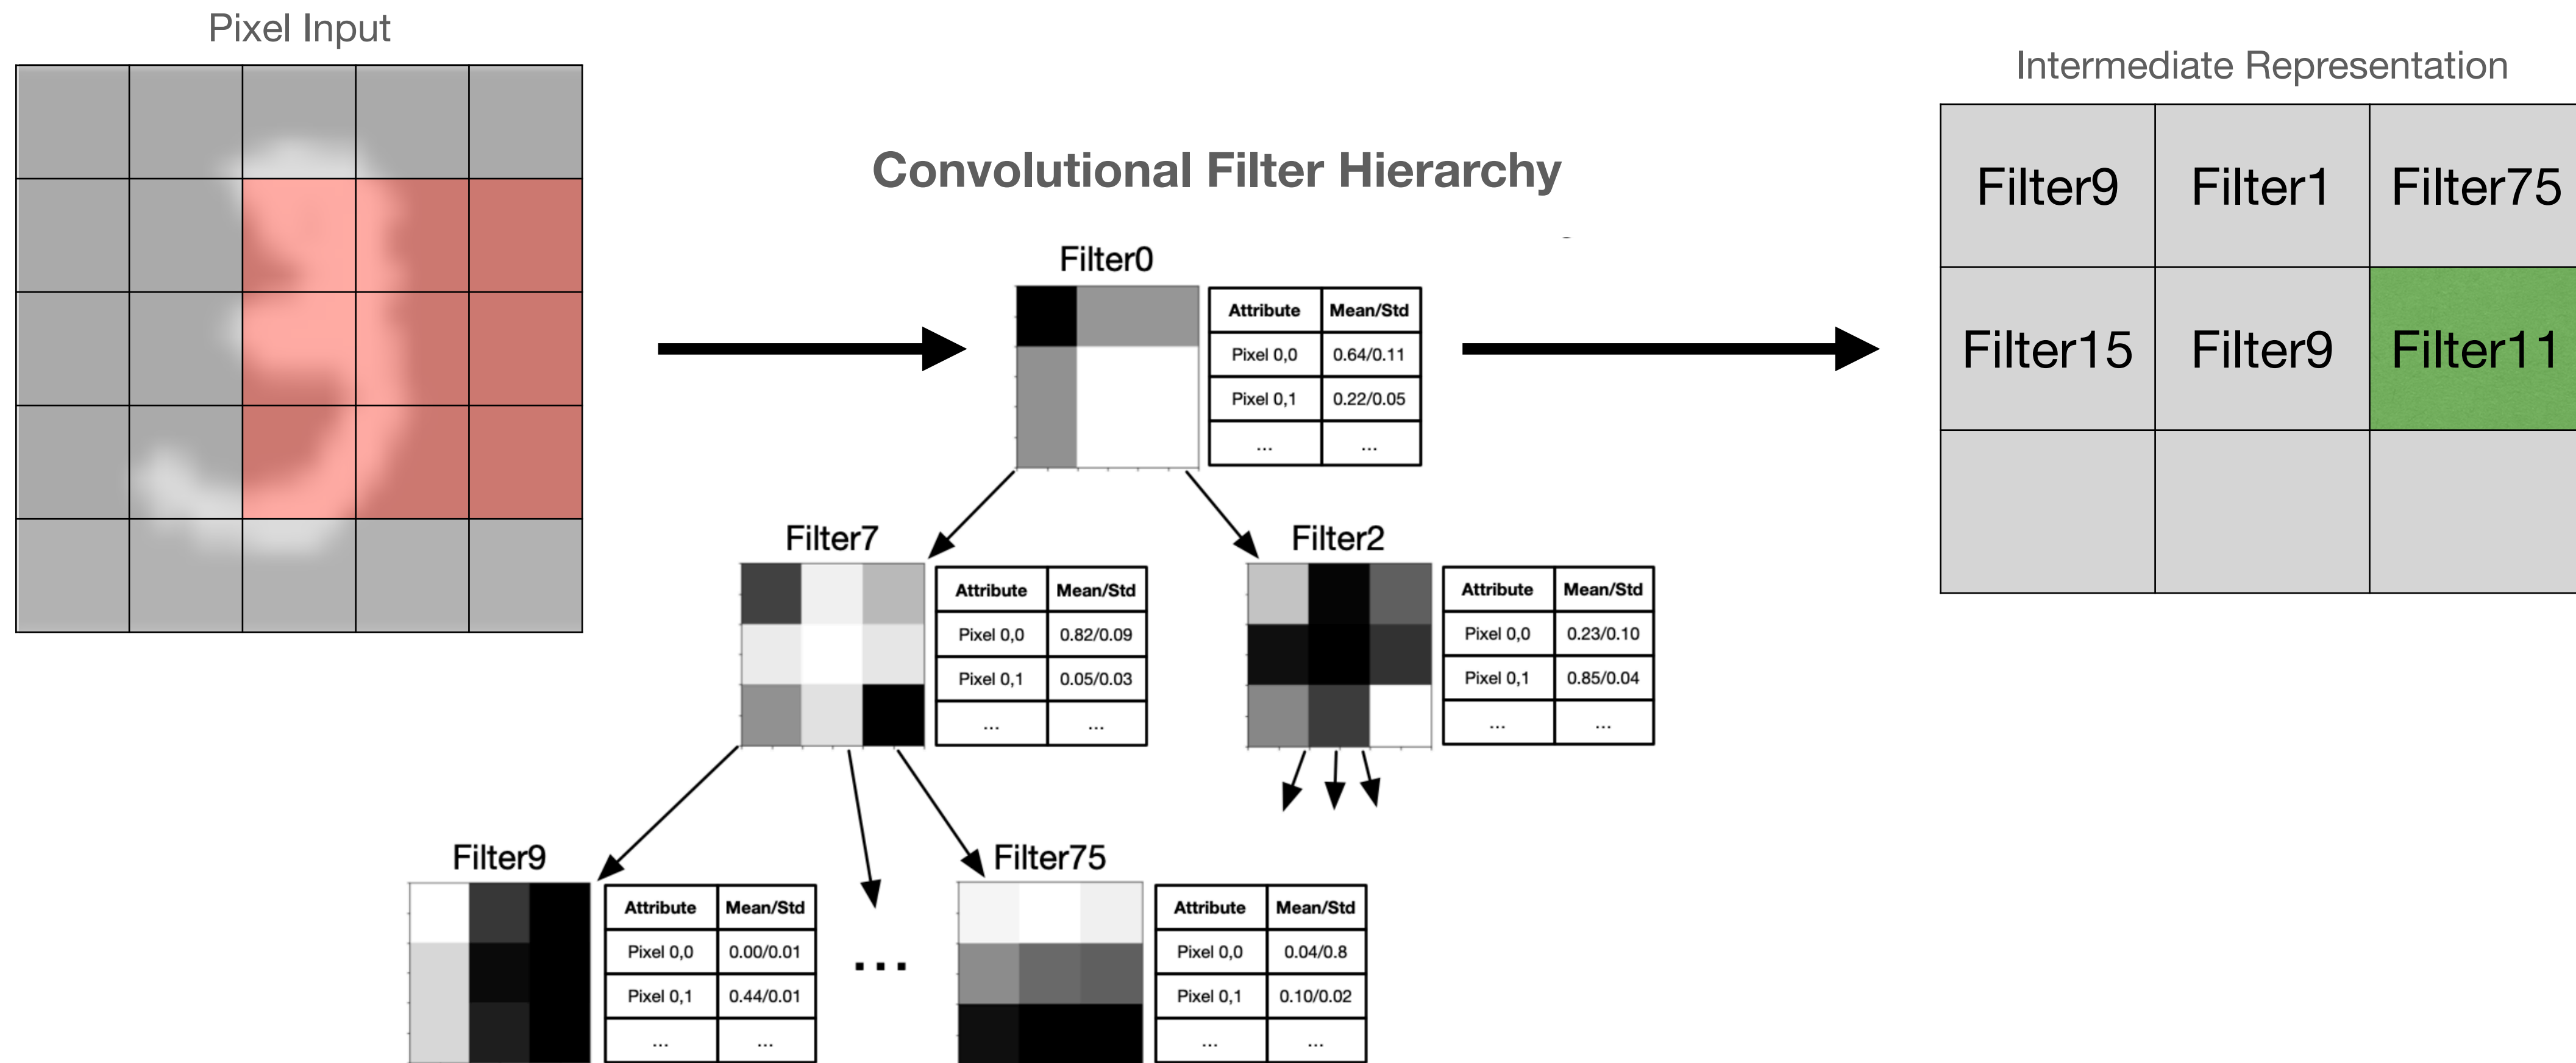 Pixel Input
Intermediate Representation
Convolutional Filter Hierarchy
Filter9 Filter1 Filter75
Filter15 Filter9 Filter11
Filter0
Attribute Mean/Std
Pixel 0,0 0.64/0.11
Pixel 0,1 0.22/0.05
... ...
Filter7
Attribute Mean/Std
Pixel 0,0 0.82/0.09
Pixel 0,1 0.05/0.03
... ...
Filter2
Attribute Mean/Std
Pixel 0,0 0.23/0.10
Pixel 0,1 0.85/0.04
... ...
Filter9
Attribute Mean/Std
Pixel 0,0 0.00/0.01
Pixel 0,1 0.44/0.01
... ...
...
Filter75
Attribute Mean/Std
Pixel 0,0 0.04/0.8
Pixel 0,1 0.10/0.02
... ...